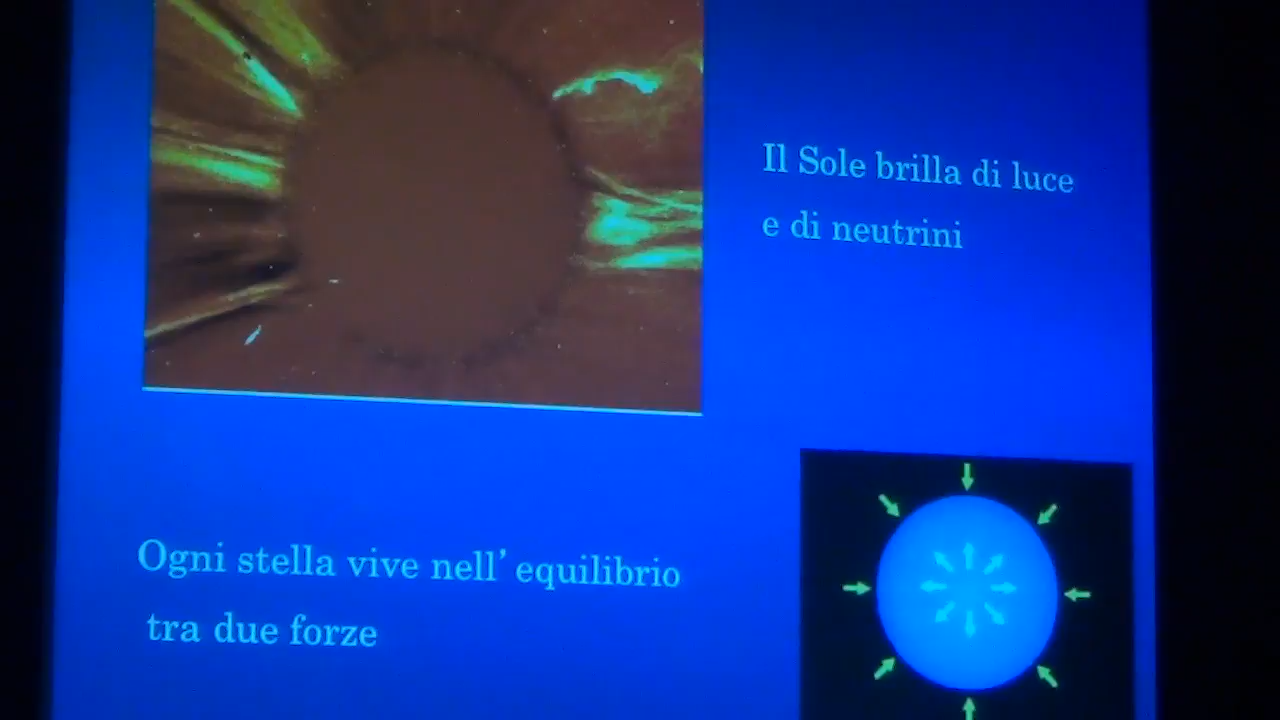 Il Sole brilla di luce
e di neutrini
Ogni stella vive nell’ equilibrio
tra due forze